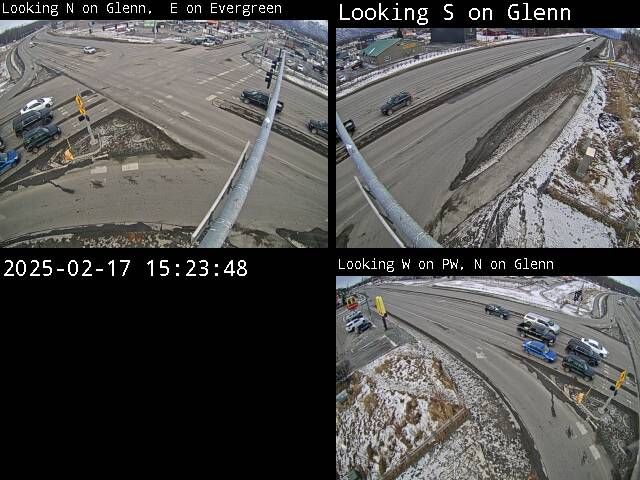 Looking N on Glenn, E on Evergreen
Looking S on Glenn
2025-02-17 15:23:48
Looking W on PW, N on Glenn